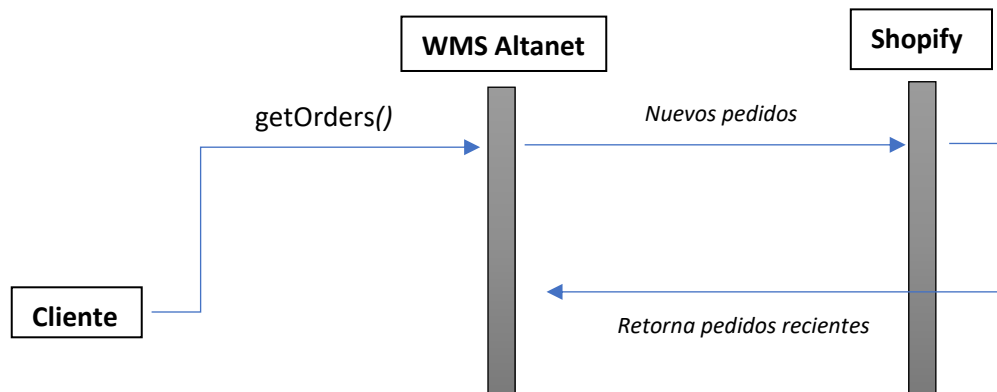 WMS Altanet
Shopify
getOrders()
Nuevos pedidos
Cliente
Retorna pedidos recientes